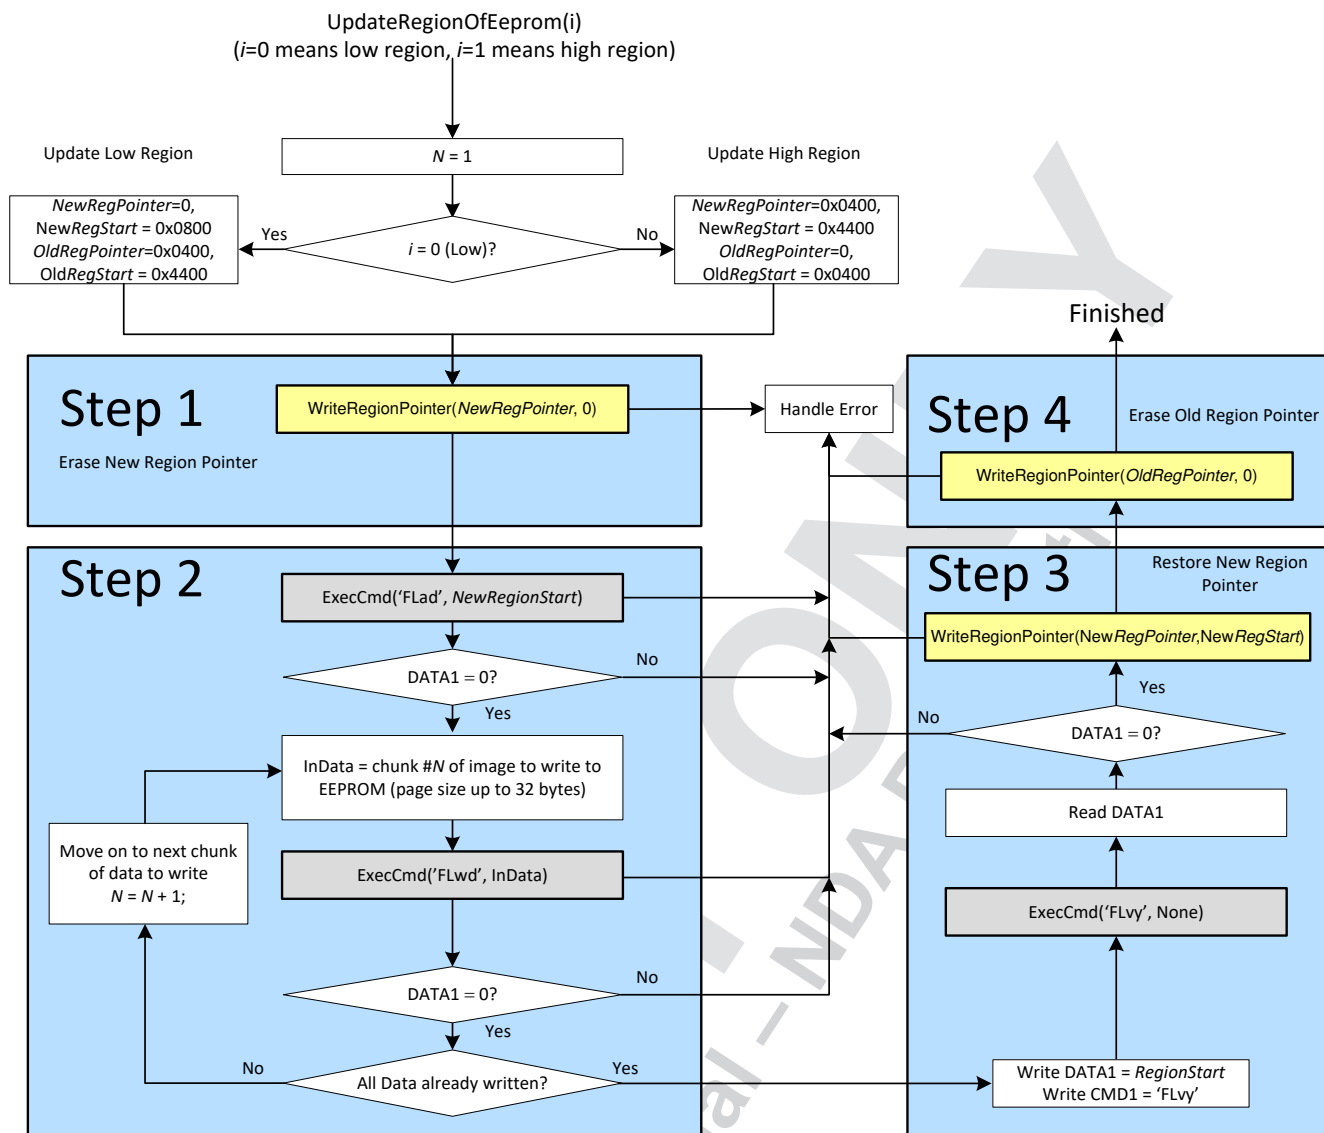 UpdateRegionOfEeprom(i)
(i=0 means low region, i=1 means high region)
N = 1
Update Low Region
Update High Region
NewRegPointer=0,
NewRegStart = 0x0800
OldRegPointer=0x0400,
OldRegStart = 0x4400
Yes
i = 0 (Low)?
No
NewRegPointer=0x0400,
NewRegStart = 0x4400
OldRegPointer=0,
OldRegStart = 0x0400
Step 1
WriteRegionPointer(NewRegPointer, 0)
Erase New Region Pointer
Handle Error
Finished
Step 4
Erase Old Region Pointer
WriteRegionPointer(OldRegPointer, 0)
Step 2
ExecCmd(‘FLad’, NewRegionStart)
DATA1 = 0?
No
Yes
InData = chunk #N of image to write to
EEPROM (page size up to 32 bytes)
Move on to next chunk
of data to write
N = N + 1;
ExecCmd(’FLwd’, InData)
DATA1 = 0?
No
Yes
No
All Data already written?
Yes
Step 3
Restore New Region
Pointer
WriteRegionPointer(NewRegPointer,NewRegStart)
Yes
No
DATA1 = 0?
Read DATA1
ExecCmd(‘FLvy’, None)
Write DATA1 = RegionStart
Write CMD1 = ‘FLvy’
– NDA